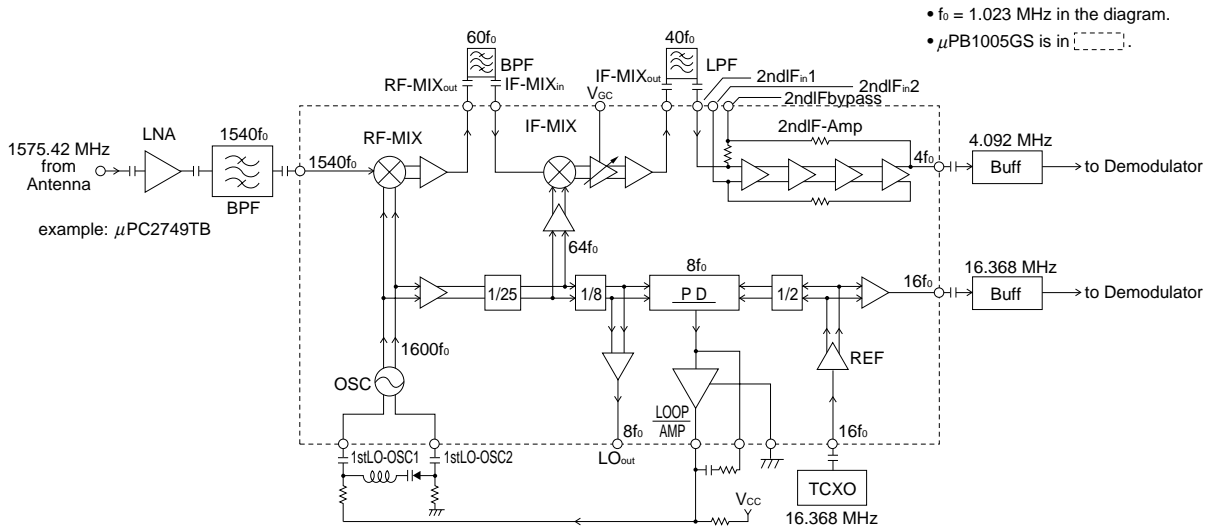 • f₀ = 1.023 MHz in the diagram.
• μPB1005GS is in .
60f₀
BPF
40f₀
LPF
RF-MIXout
IF-MIXin
IF-MIXout
2ndIFin1
2ndIFin2
2ndIFbypass
VGC
LNA
1540f₀
1575.42 MHz
from
Antenna
BPF
example: μPC2749TB
1540f₀
RF-MIX
IF-MIX
2ndIF-Amp
4f₀
4.092 MHz
Buff
to Demodulator
64f₀
1/25
1/8
8f₀
PD
1/2
16f₀
16.368 MHz
Buff
to Demodulator
1600f₀
OSC
REF
LOOP
AMP
8f₀
LOout
16f₀
1stLO-OSC1
1stLO-OSC2
VCC
TCXO
16.368 MHz